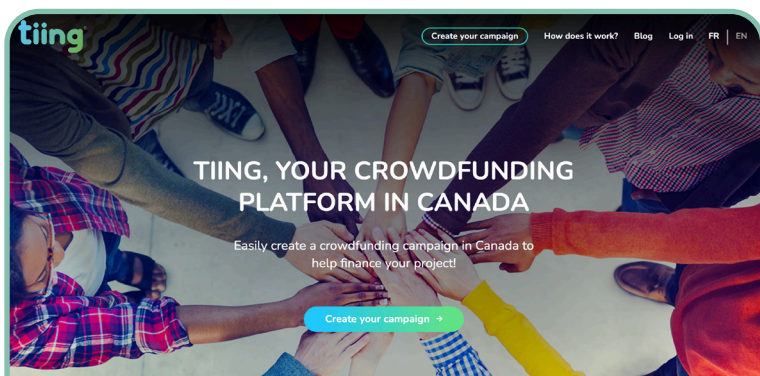 tiing
Create your campaign
How does it work?
Blog
Log in
FR
EN
TIING, YOUR CROWDFUNDING
PLATFORM IN CANADA
Easily create a crowdfunding campaign in Canada to
help finance your project!
Create your campaign →